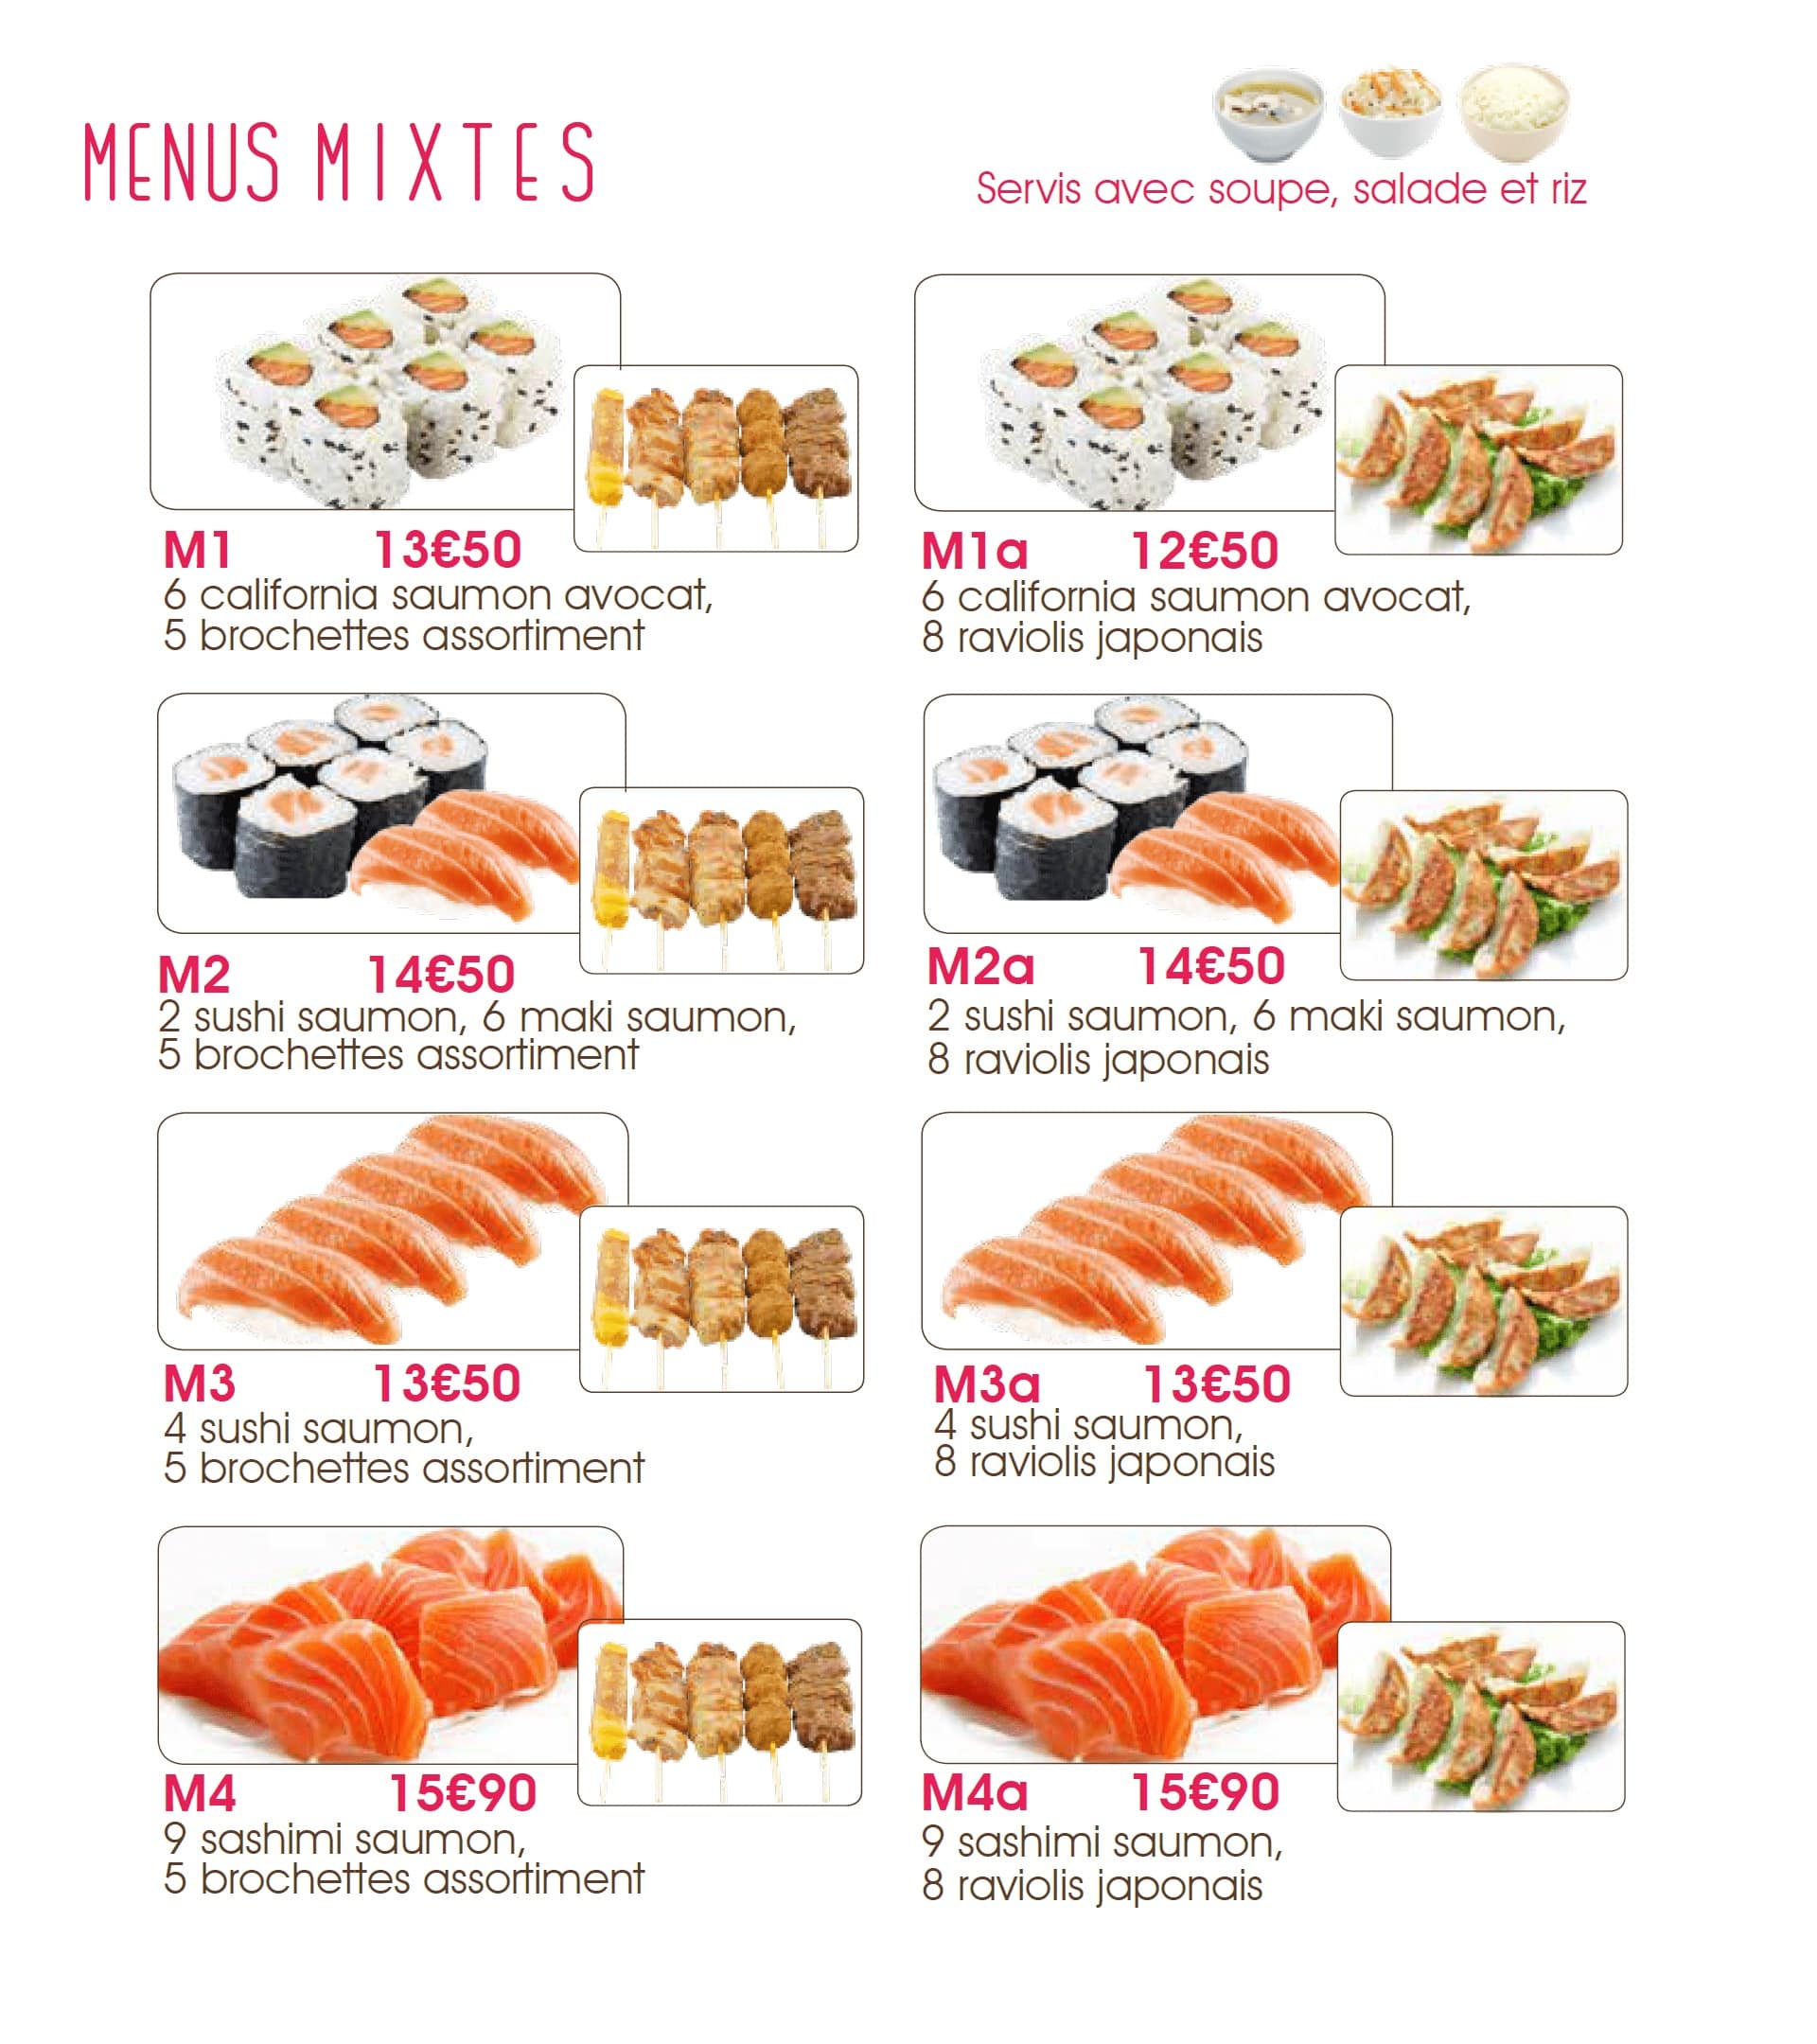 MENUS MIXTES
Servis avec soupe, salade et riz
M1 13€50
6 california saumon avocat,
5 brochettes assortiment
M1a 12€50
6 california saumon avocat,
8 raviolis japonais
M2 14€50
2 sushi saumon, 6 maki saumon,
5 brochettes assortiment
M2a 14€50
2 sushi saumon, 6 maki saumon,
8 raviolis japonais
M3 13€50
4 sushi saumon,
5 brochettes assortiment
M3a 13€50
4 sushi saumon,
8 raviolis japonais
M4 15€90
9 sashimi saumon,
5 brochettes assortiment
M4a 15€90
9 sashimi saumon,
8 raviolis japonais